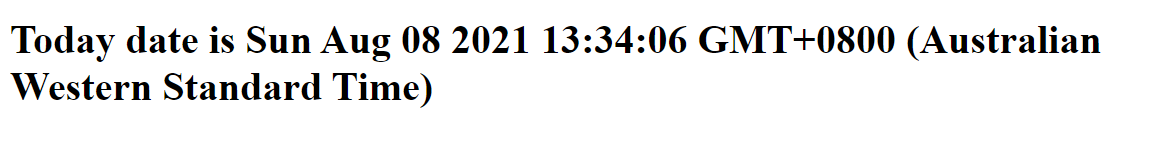 Today date is Sun Aug 08 2021 13:34:06 GMT+0800 (Australian
Western Standard Time)